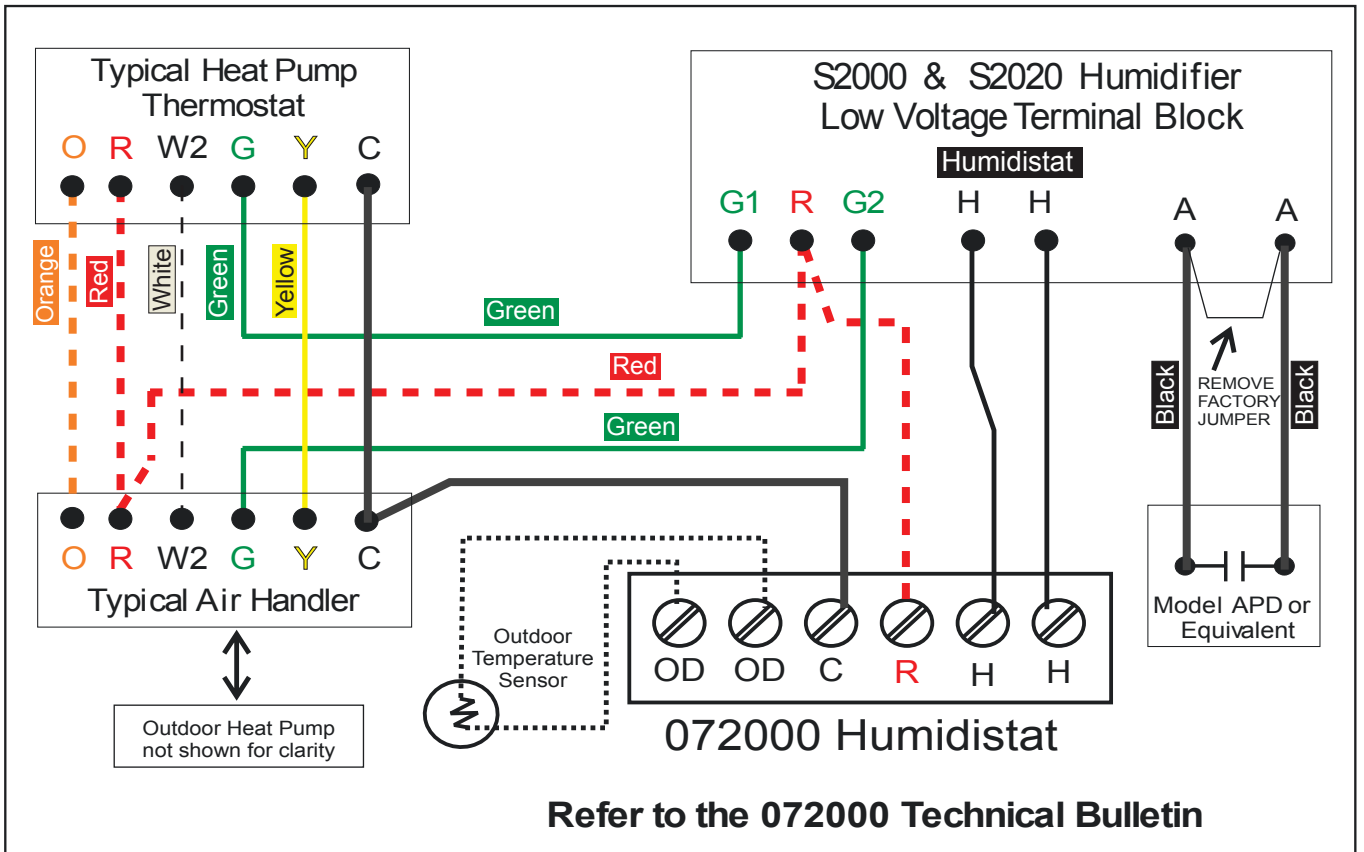 Typical Heat Pump
Thermostat
O R W2 G Y C
S2000 & S2020 Humidifier
Low Voltage Terminal Block
Humidistat
G1 R G2 H H A A
Orange
Red
White
Green
Yellow
Green
Red
Green
Black
REMOVE
FACTORY
JUMPER
Black
O R W2 G Y C
Typical Air Handler
Outdoor Heat Pump
not shown for clarity
Outdoor
Temperature
Sensor
OD OD C R H H
072000 Humidistat
Model APD or
Equivalent
Refer to the 072000 Technical Bulletin